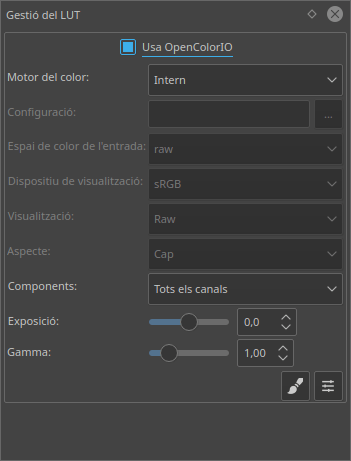 Gestió del LUT
Usa OpenColorIO
Motor del color: Intern
Configuració: ...
Espai de color de l'entrada: raw
Dispositiu de visualització: sRGB
Visualització: Raw
Aspecte: Cap
Components: Tots els canals
Exposició: 0,0
Gamma: 1,00